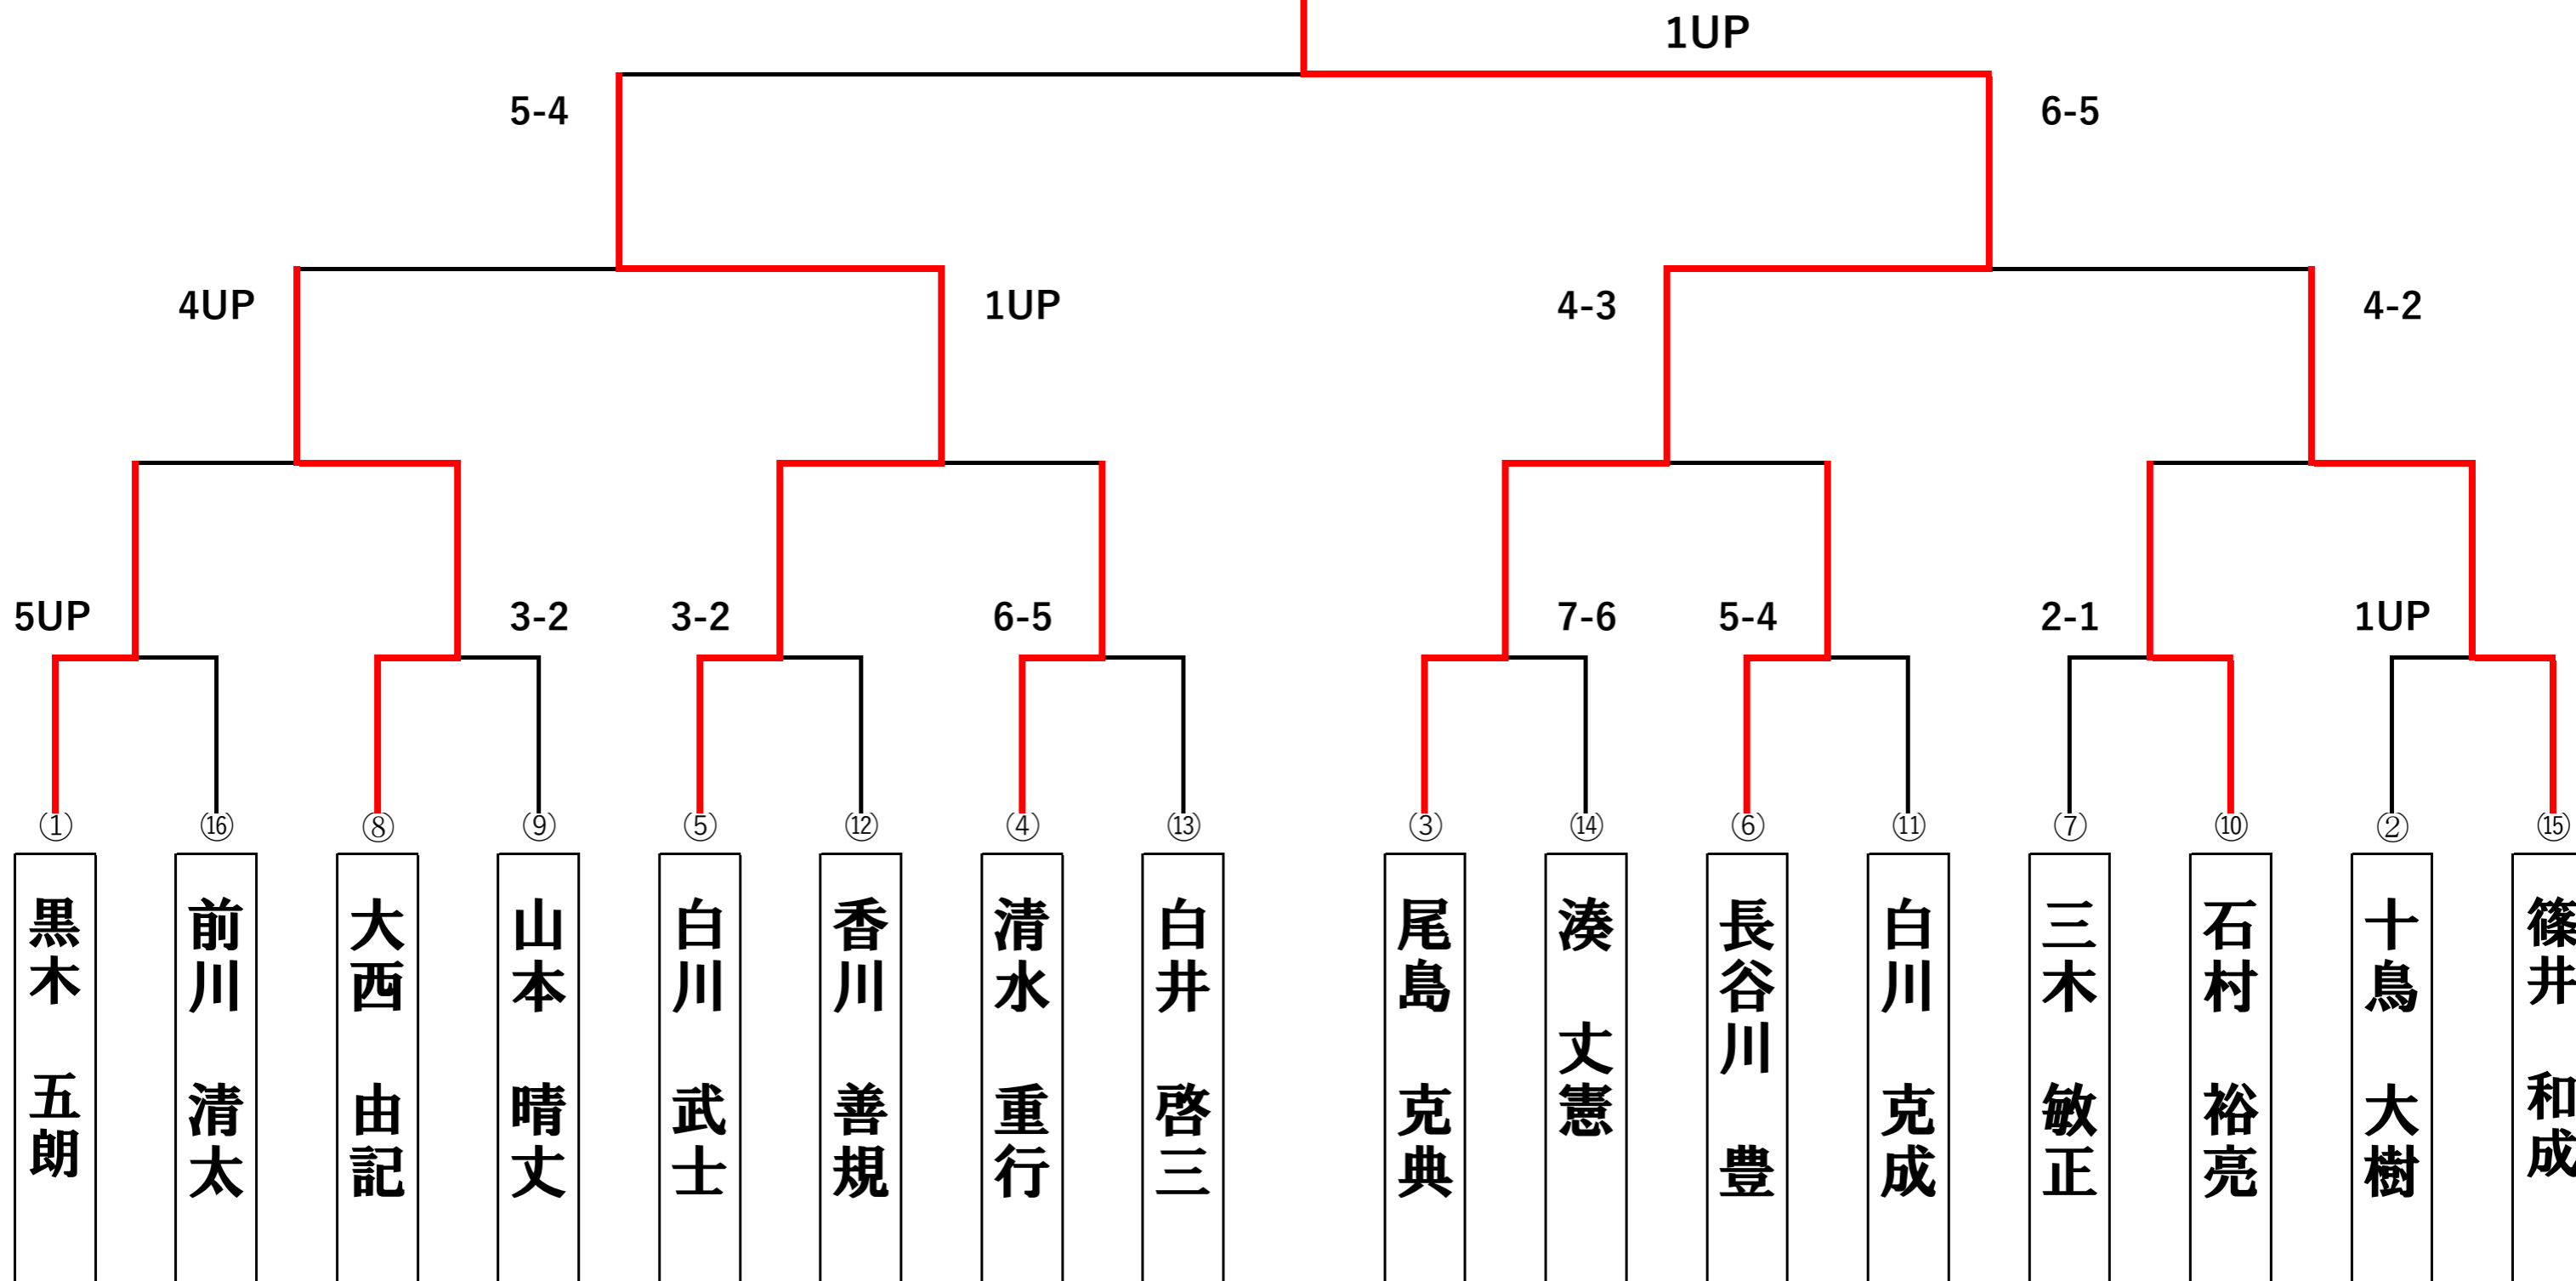 1UP
5-4
6-5
4UP
1UP
4-3
4-2
5UP
3-2
3-2
6-5
7-6
5-4
2-1
1UP
①
⑯
⑧
⑨
⑤
⑫
④
⑬
③
⑭
⑥
⑪
⑦
⑩
②
⑮
黒木 五朗
前川 清太
大西 由記
山本 晴丈
白川 武士
香川 善規
清水 重行
白井 啓三
尾島 克典
湊 丈憲
長谷川 豊
白川 克成
三木 敏正
石村 裕亮
十鳥 大樹
篠井 和成